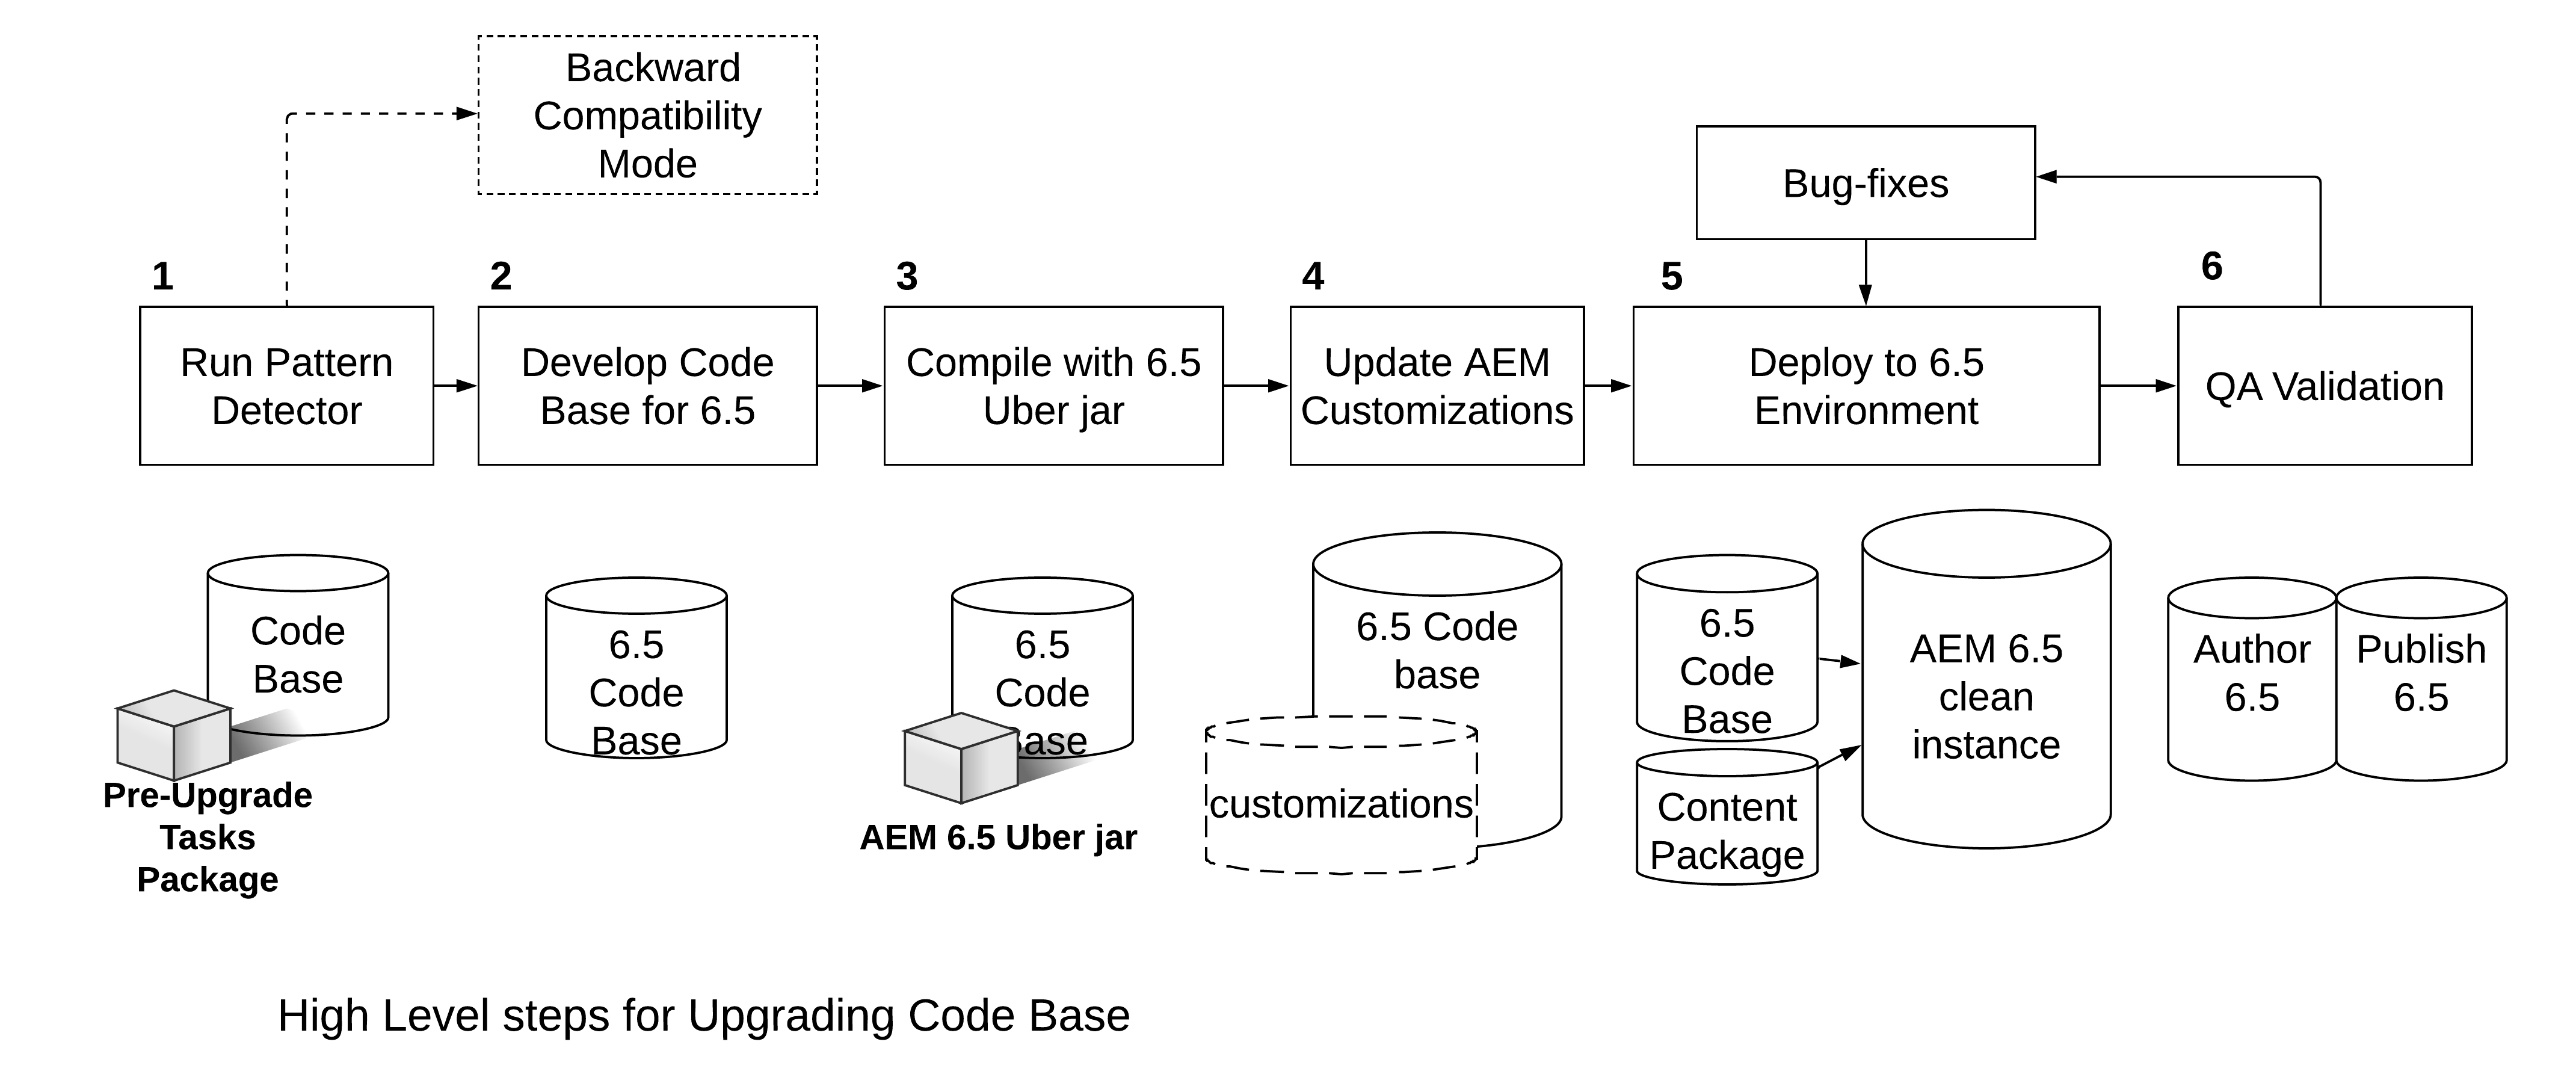 Backward
Compatibility
Mode
Bug-fixes
1
2
3
4
5
6
Run Pattern
Detector
Develop Code
Base for 6.5
Compile with 6.5
Uber jar
Update AEM
Customizations
Deploy to 6.5
Environment
QA Validation
Code
Base
Pre-Upgrade
Tasks
Package
6.5
Code
Base
6.5
Code
Base
AEM 6.5 Uber jar
6.5 Code
base
customizations
6.5
Code
Base
Content
Package
AEM 6.5
clean
instance
Author
6.5
Publish
6.5
High Level steps for Upgrading Code Base